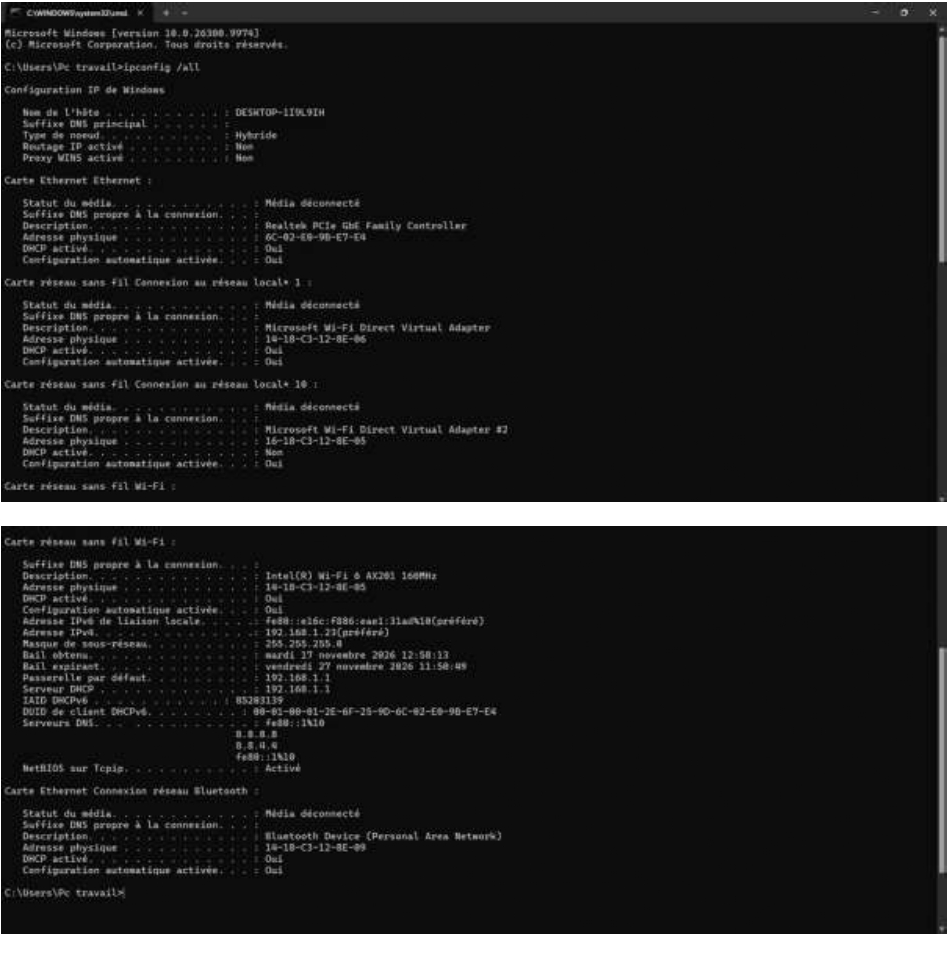 C:\WINDOWS\system32\cmd.
Microsoft Windows [version 10.0.26300.9974]
(c) Microsoft Corporation. Tous droits réservés.
C:\Users\Pc travail>ipconfig /all
Configuration IP de Windows
Nom de l'hôte . . . . . . . . . . : DESKTOP-1I9L9IH
Suffixe DNS principal . . . . . . :
Type de noeud. . . . . . . . . . : Hybride
Routage IP activé . . . . . . . . : Non
Proxy WINS activé . . . . . . . . : Non
Carte Ethernet Ethernet :
Statut du média. . . . . . . . . . . . : Média déconnecté
Suffixe DNS propre à la connexion. . . :
Description. . . . . . . . . . . . . . : Realtek PCIe GbE Family Controller
Adresse physique . . . . . . . . . . . : 6C-02-E0-9B-E7-E4
DHCP activé. . . . . . . . . . . . . . : Oui
Configuration automatique activée. . . : Oui
Carte réseau sans fil Connexion au réseau local* 1 :
Statut du média. . . . . . . . . . . . : Média déconnecté
Suffixe DNS propre à la connexion. . . :
Description. . . . . . . . . . . . . . : Microsoft Wi-Fi Direct Virtual Adapter
Adresse physique . . . . . . . . . . . : 14-18-C3-12-8E-06
DHCP activé. . . . . . . . . . . . . . : Oui
Configuration automatique activée. . . : Oui
Carte réseau sans fil Connexion au réseau local* 10 :
Statut du média. . . . . . . . . . . . : Média déconnecté
Suffixe DNS propre à la connexion. . . :
Description. . . . . . . . . . . . . . : Microsoft Wi-Fi Direct Virtual Adapter #2
Adresse physique . . . . . . . . . . . : 16-18-C3-12-8E-05
DHCP activé. . . . . . . . . . . . . . : Non
Configuration automatique activée. . . : Oui
Carte réseau sans fil Wi-Fi :
Carte réseau sans fil Wi-Fi :
Suffixe DNS propre à la connexion. . . :
Description. . . . . . . . . . . . . . : Intel(R) Wi-Fi 6 AX201 160MHz
Adresse physique . . . . . . . . . . . : 14-18-C3-12-8E-05
DHCP activé. . . . . . . . . . . . . . : Oui
Configuration automatique activée. . . : Oui
Adresse IPv6 de liaison locale. . . . .: fe80::e16c:f886:eae1:31ad%10(préféré)
Adresse IPv4. . . . . . . . . . . . . .: 192.168.1.23(préféré)
Masque de sous-réseau. . . . . . . . . : 255.255.255.0
Bail obtenu. . . . . . . . . . . . . . : mardi 17 novembre 2026 12:50:13
Bail expirant. . . . . . . . . . . . . : vendredi 27 novembre 2026 11:50:49
Passerelle par défaut. . . . . . . . . : 192.168.1.1
Serveur DHCP . . . . . . . . . . . . . : 192.168.1.1
IAID DHCPv6 . . . . . . . . . . . : 85203139
DUID de client DHCPv6. . . . . . . . : 00-01-00-01-2E-6F-25-9D-6C-02-E0-9B-E7-E4
Serveurs DNS. . . . . . . . . . . . . : fe80::1%10
8.8.8.8
8.8.4.4
fe80::1%10
NetBIOS sur Tcpip. . . . . . . . . . . : Activé
Carte Ethernet Connexion réseau Bluetooth :
Statut du média. . . . . . . . . . . . : Média déconnecté
Suffixe DNS propre à la connexion. . . :
Description. . . . . . . . . . . . . . : Bluetooth Device (Personal Area Network)
Adresse physique . . . . . . . . . . . : 14-18-C3-12-8E-09
DHCP activé. . . . . . . . . . . . . . : Oui
Configuration automatique activée. . . : Oui
C:\Users\Pc travail>